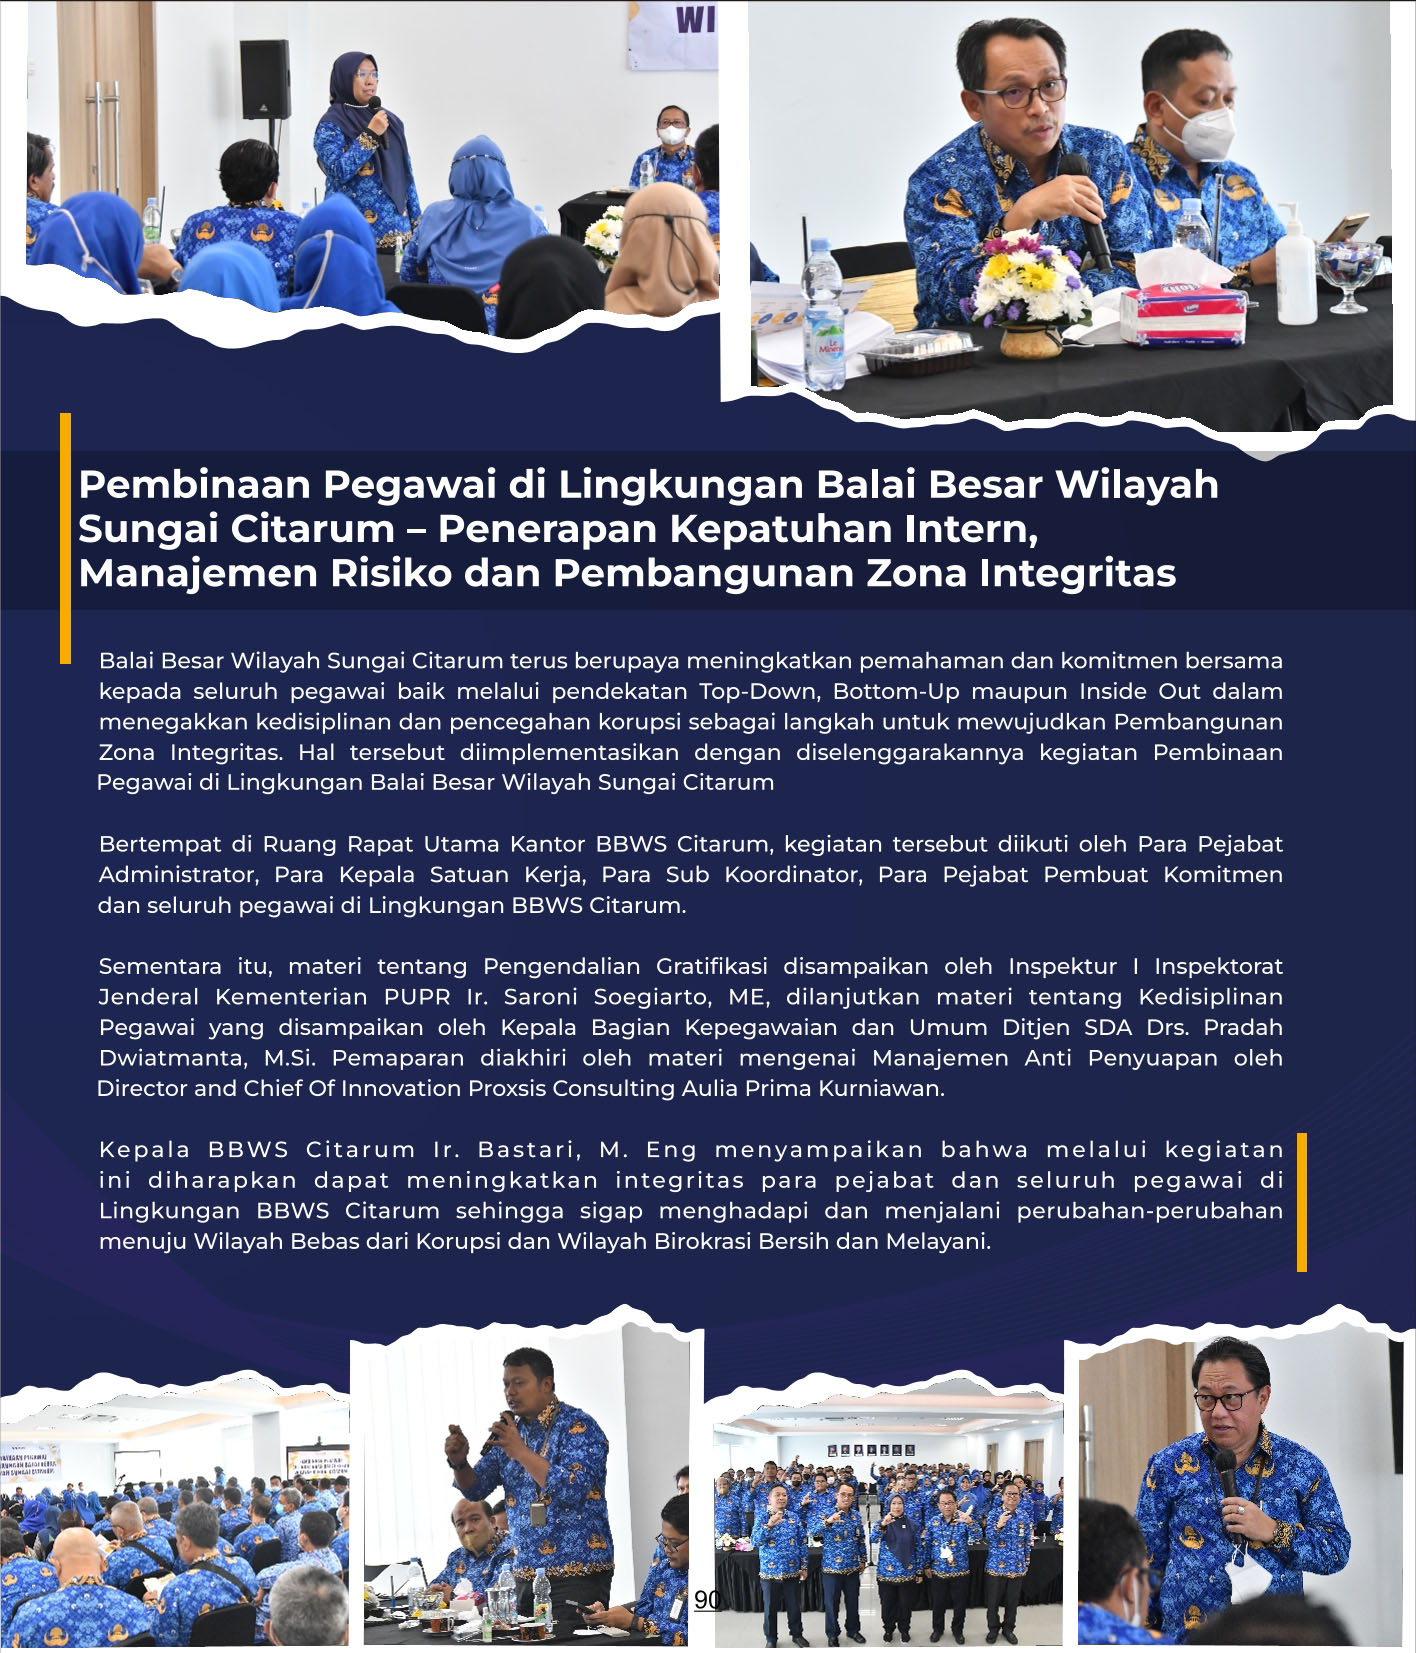 WI
Le Minerale
Pembinaan Pegawai di Lingkungan Balai Besar Wilayah
Sungai Citarum – Penerapan Kepatuhan Intern,
Manajemen Risiko dan Pembangunan Zona Integritas
Balai Besar Wilayah Sungai Citarum terus berupaya meningkatkan pemahaman dan komitmen bersama
kepada seluruh pegawai baik melalui pendekatan Top-Down, Bottom-Up maupun Inside Out dalam
menegakkan kedisiplinan dan pencegahan korupsi sebagai langkah untuk mewujudkan Pembangunan
Zona Integritas. Hal tersebut diimplementasikan dengan diselenggarakannya kegiatan Pembinaan
Pegawai di Lingkungan Balai Besar Wilayah Sungai Citarum
Bertempat di Ruang Rapat Utama Kantor BBWS Citarum, kegiatan tersebut diikuti oleh Para Pejabat
Administrator, Para Kepala Satuan Kerja, Para Sub Koordinator, Para Pejabat Pembuat Komitmen
dan seluruh pegawai di Lingkungan BBWS Citarum.
Sementara itu, materi tentang Pengendalian Gratifikasi disampaikan oleh Inspektur I Inspektorat
Jenderal Kementerian PUPR Ir. Saroni Soegiarto, ME, dilanjutkan materi tentang Kedisiplinan
Pegawai yang disampaikan oleh Kepala Bagian Kepegawaian dan Umum Ditjen SDA Drs. Pradah
Dwiatmanta, M.Si. Pemaparan diakhiri oleh materi mengenai Manajemen Anti Penyuapan oleh
Director and Chief Of Innovation Proxsis Consulting Aulia Prima Kurniawan.
Kepala BBWS Citarum Ir. Bastari, M. Eng menyampaikan bahwa melalui kegiatan
ini diharapkan dapat meningkatkan integritas para pejabat dan seluruh pegawai di
Lingkungan BBWS Citarum sehingga sigap menghadapi dan menjalani perubahan-perubahan
menuju Wilayah Bebas dari Korupsi dan Wilayah Birokrasi Bersih dan Melayani.
90